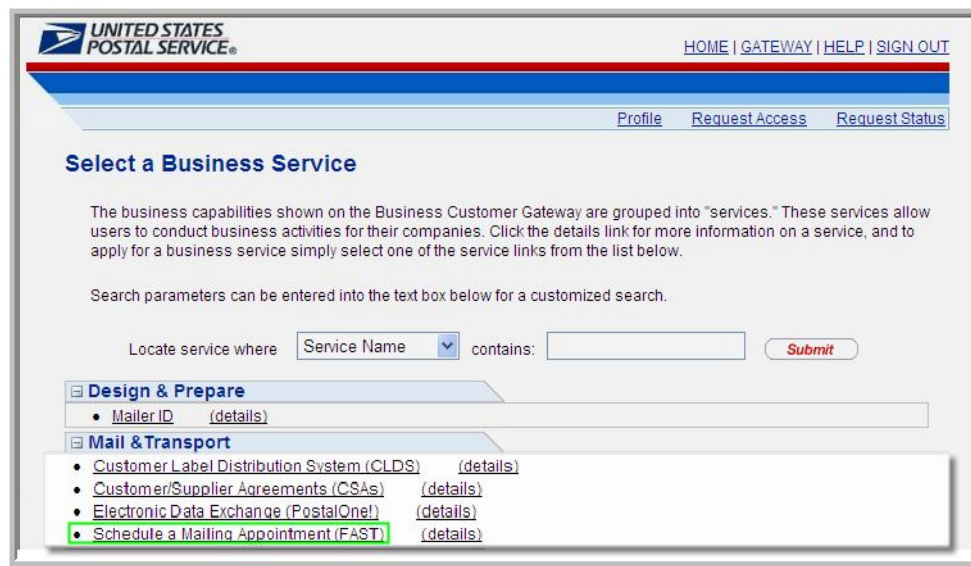 UNITED STATES
POSTAL SERVICE®
HOME | GATEWAY | HELP | SIGN OUT
Profile Request Access Request Status
Select a Business Service
The business capabilities shown on the Business Customer Gateway are grouped into "services." These services allow
users to conduct business activities for their companies. Click the details link for more information on a service, and to
apply for a business service simply select one of the service links from the list below.
Search parameters can be entered into the text box below for a customized search.
Locate service where Service Name contains: Submit
Design & Prepare
• Mailer ID (details)
Mail &Transport
• Customer Label Distribution System (CLDS) (details)
• Customer/Supplier Agreements (CSAs) (details)
• Electronic Data Exchange (PostalOne!) (details)
• Schedule a Mailing Appointment (FAST) (details)